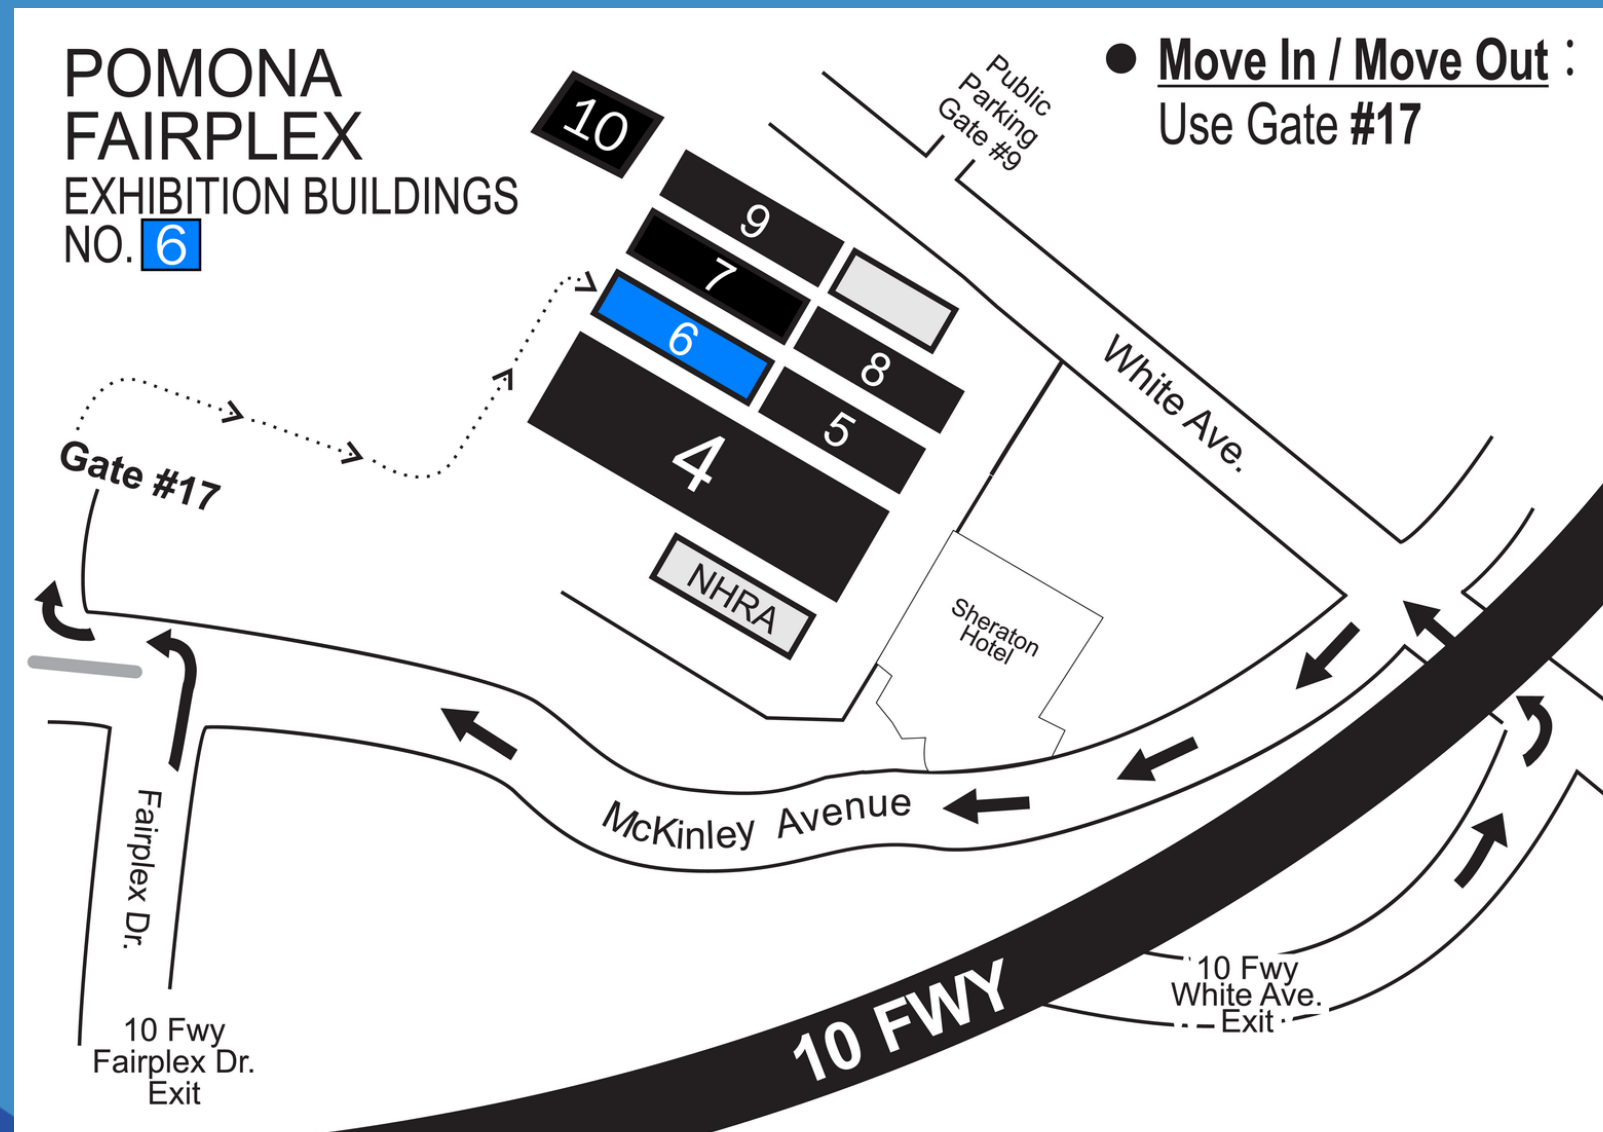 POMONA
FAIRPLEX
EXHIBITION BUILDINGS
NO. 6
● Move In / Move Out :
Use Gate #17
Public
Parking
Gate #9
10
9
7
6
8
5
4
NHRA
White Ave.
Gate #17
Sheraton
Hotel
McKinley Avenue
Fairplex Dr.
10 Fwy
Fairplex Dr.
Exit
10 FWY
10 Fwy
White Ave.
Exit